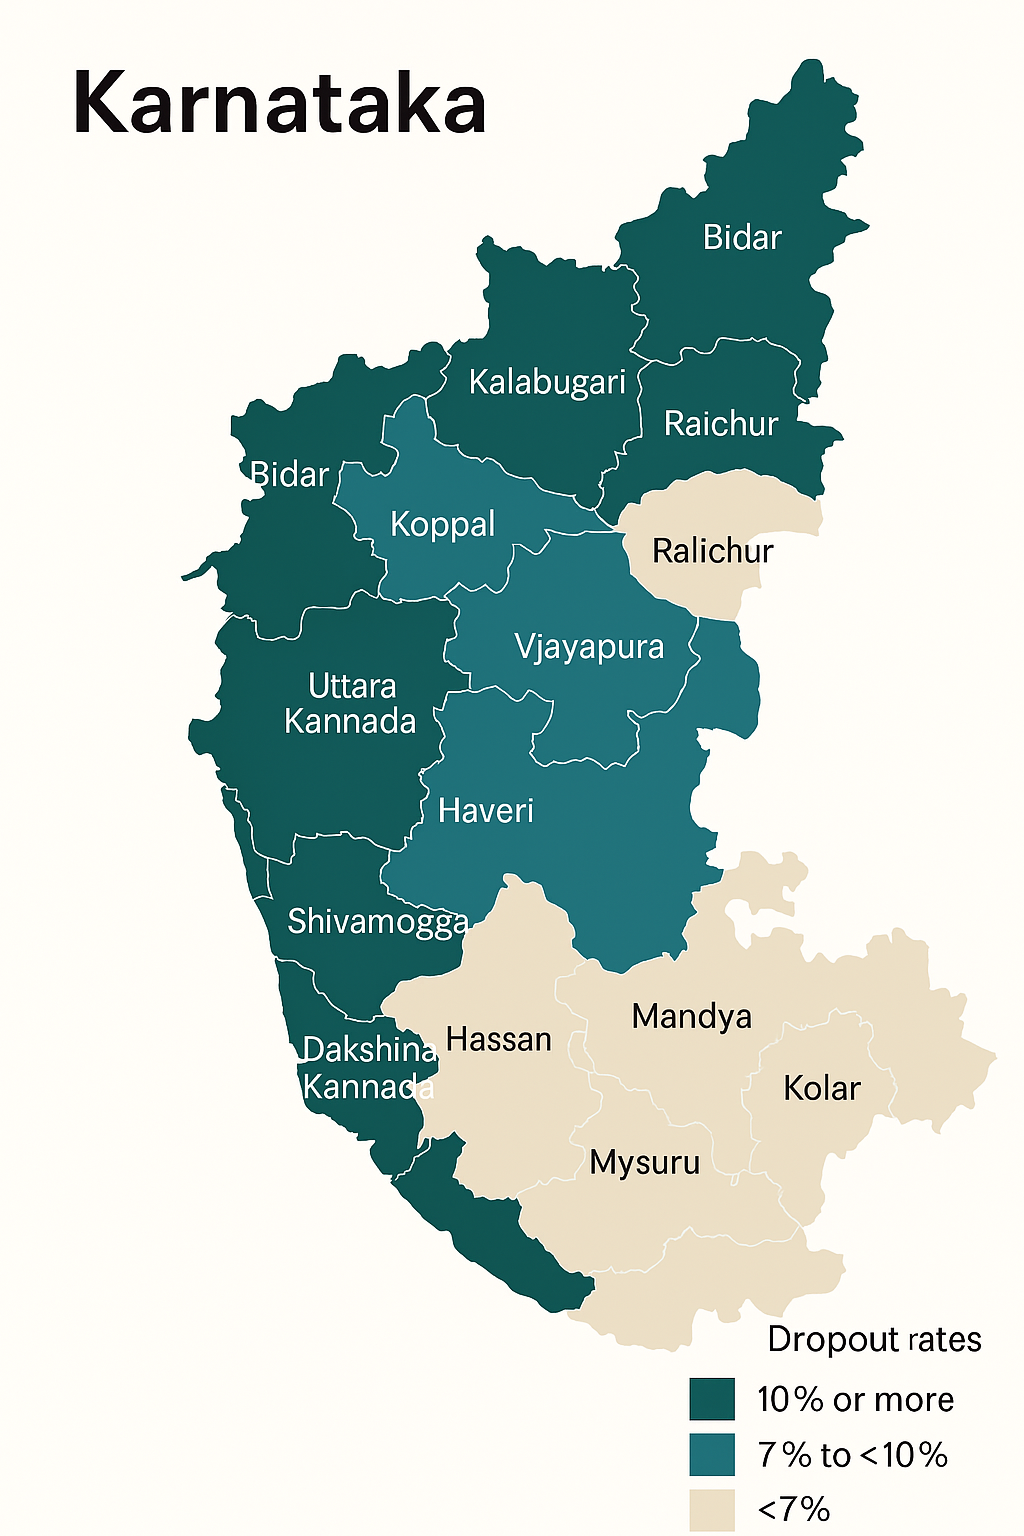 Karnataka
Bidar
Kalabugari
Raichur
Bidar
Koppal
Ralichur
Vjayapura
Uttara
Kannada
Haveri
Shivamogga
Mandya
Hassan
Dakshina
Kannada
Kolar
Mysuru
Dropout rates
10% or more
7% to <10%
<7%